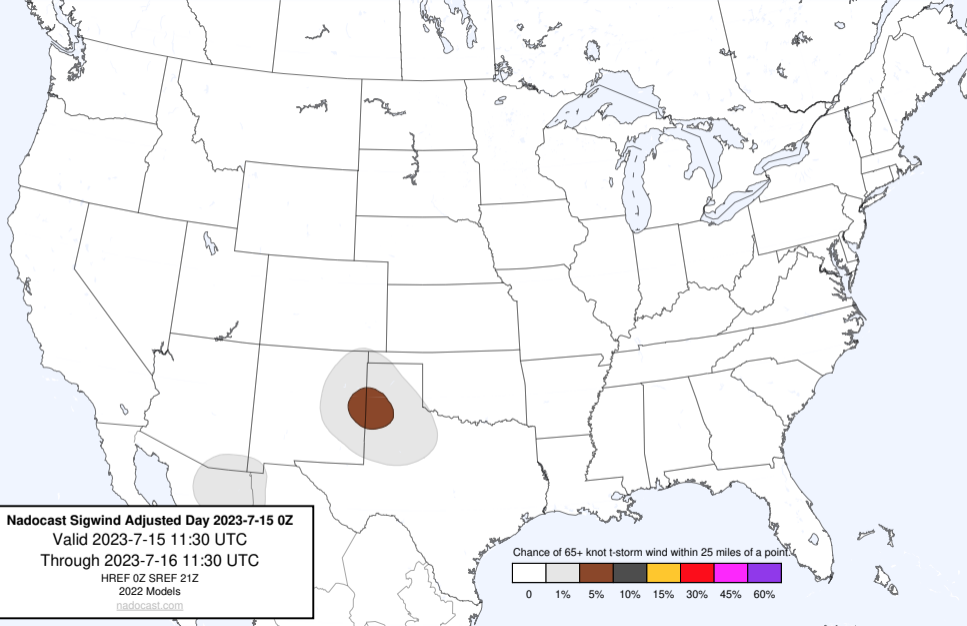 Nadocast Sigwind Adjusted Day 2023-7-15 0Z
Valid 2023-7-15 11:30 UTC
Through 2023-7-16 11:30 UTC
HREF 0Z SREF 21Z
2022 Models
nadocast.com
Chance of 65+ knot t-storm wind within 25 miles of a point.
0 1% 5% 10% 15% 30% 45% 60%